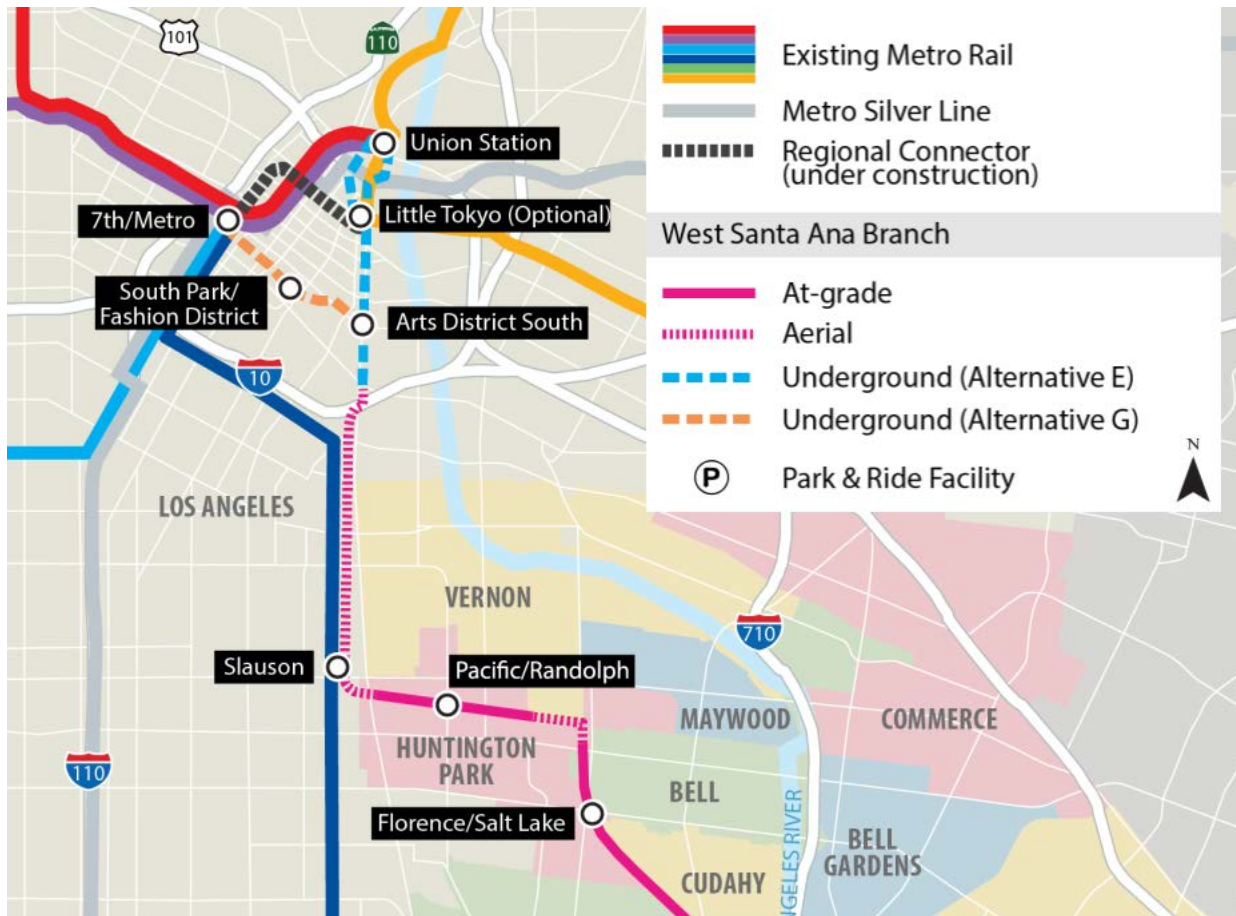 101
110
Existing Metro Rail
Metro Silver Line
Union Station
Regional Connector
(under construction)
7th/Metro
Little Tokyo (Optional)
West Santa Ana Branch
South Park/
Fashion District
At-grade
Arts District South
Aerial
10
Underground (Alternative E)
Underground (Alternative G)
N
P
Park & Ride Facility
LOS ANGELES
VERNON
710
Slauson
Pacific/Randolph
MAYWOOD
COMMERCE
HUNTINGTON
PARK
110
BELL
Florence/Salt Lake
BELL
GARDENS
CUDAHY
NGELES RIVER